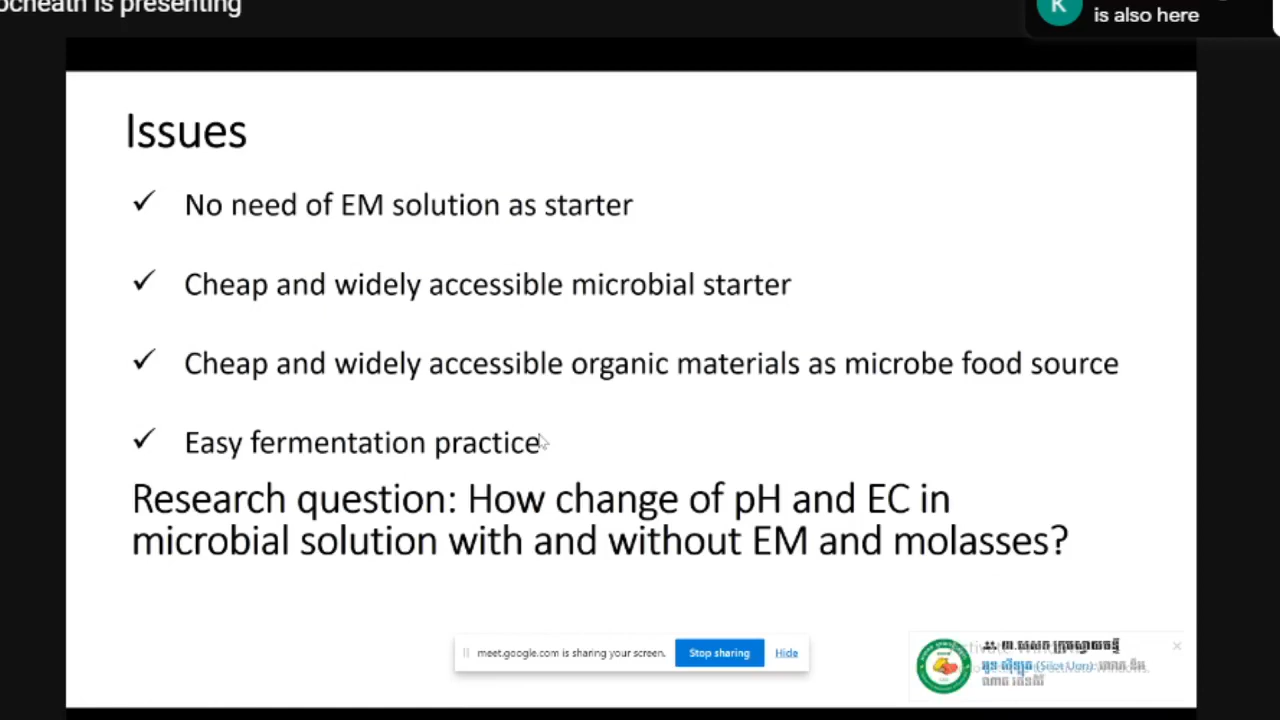 is presenting
K
is also here
Issues
✓ No need of EM solution as starter
✓ Cheap and widely accessible microbial starter
✓ Cheap and widely accessible organic materials as microbe food source
✓ Easy fermentation practice
Research question: How change of pH and EC in
microbial solution with and without EM and molasses?
meet.google.com is sharing your screen.
Stop sharing
Hide
(Silot Uon):